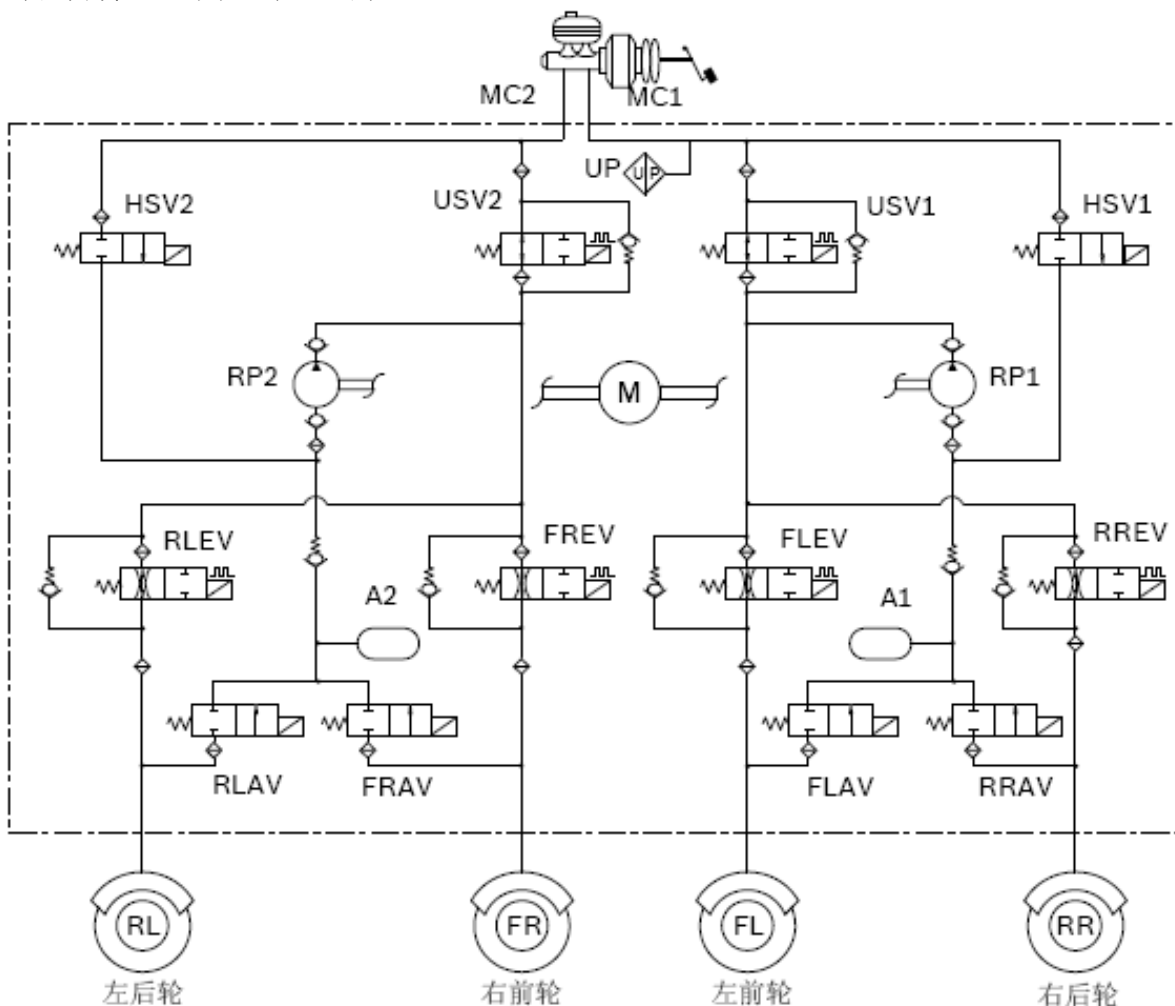 MC2 MC1
UP U P
HSV2 USV2 USV1 HSV1
RP2 M RP1
RLEV FREV FLEV RREV
A2 A1
RLAV FRAV FLAV RRAV
RL FR FL RR
左后轮 右前轮 左前轮 右后轮